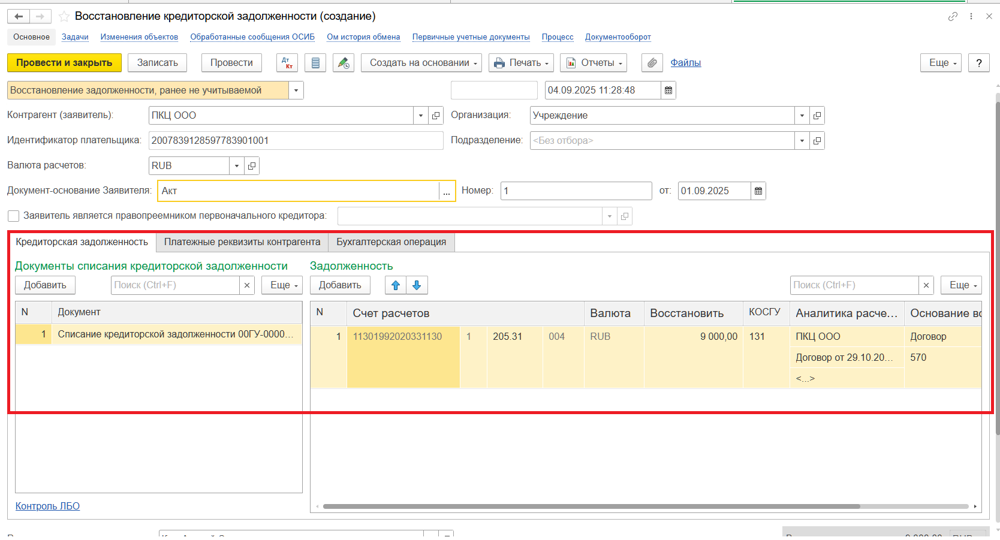 Восстановление кредиторской задолженности (создание)
Основное Задачи Изменения объектов Обработанные сообщения ОСИБ Ом история обмена Первичные учетные документы Процесс Документооборот
Провести и закрыть Записать Провести Дт Кт Создать на основании Печать Отчеты Файлы Еще ?
Восстановление задолженности, ранее не учитываемой 04.09.2025 11:28:48
Контрагент (заявитель): ПКЦ ООО Организация: Учреждение
Идентификатор плательщика: 2007839128597783901001 Подразделение: <Без отбора>
Валюта расчетов: RUB
Документ-основание Заявителя: Акт ... Номер: 1 от: 01.09.2025
Заявитель является правопреемником первоначального кредитора:
Кредиторская задолженность Платежные реквизиты контрагента Бухгалтерская операция
Документы списания кредиторской задолженности Задолженность
Добавить Поиск (Ctrl+F) × Еще Добавить Поиск (Ctrl+F) × Еще
N Документ N Счет расчетов Валюта Восстановить КОСГУ Аналитика расче... Основание вс
1 Списание кредиторской задолженности 00ГУ-0000... 1 11301992020331130 1 205.31 004 RUB 9 000,00 131 ПКЦ ООО Договор
Договор от 29.10.20... 570
<...>
Контроль ЛБО